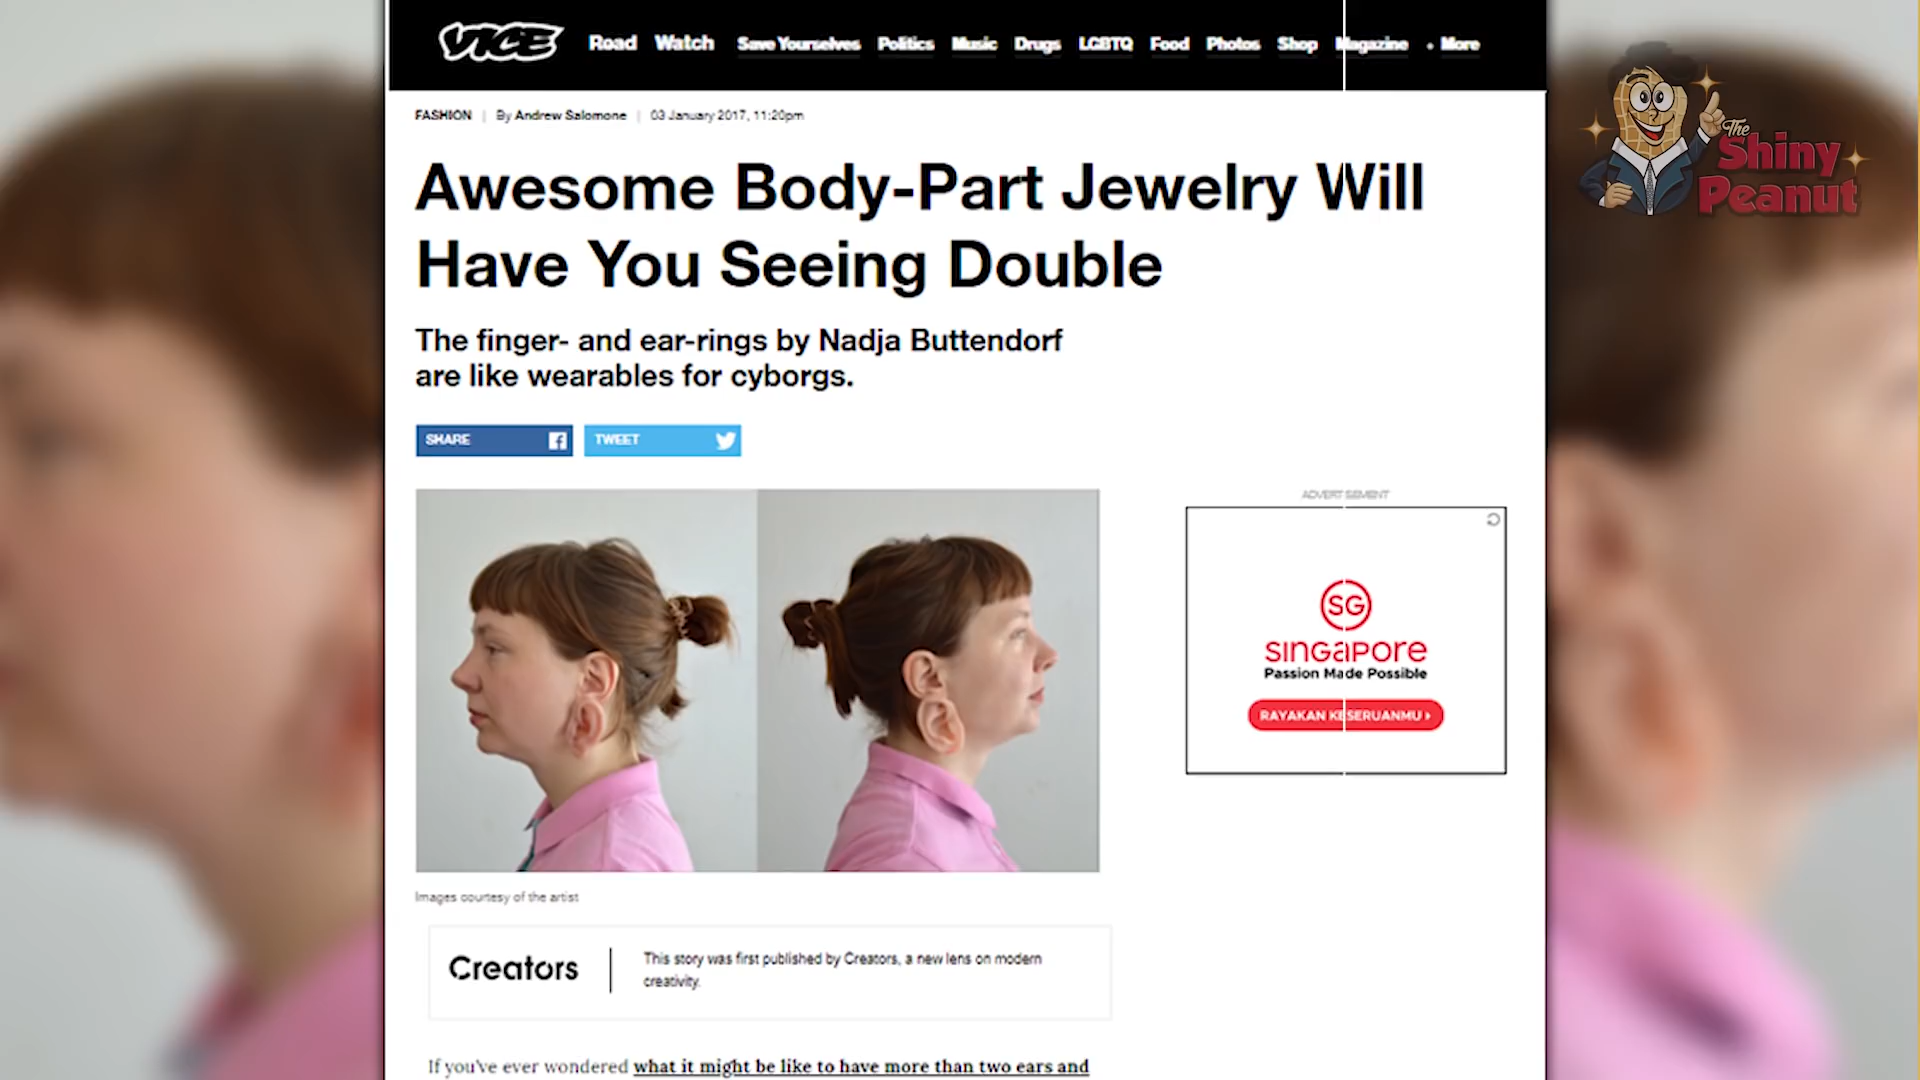 VICE Road Watch Save Yourselves Politics Music Drugs LGBTQ Food Photos Shop Magazine • More
The
Shiny
Peanut
FASHION | By Andrew Salomone | 03 January 2017, 11:20pm
Awesome Body-Part Jewelry Will
Have You Seeing Double
The finger- and ear-rings by Nadja Buttendorf
are like wearables for cyborgs.
SHARE
TWEET
ADVERTISEMENT
SG
SINGAPORE
Passion Made Possible
RAYAKAN KESERUANMU ›
Images courtesy of the artist
Creators
This story was first published by Creators, a new lens on modern
creativity.
If you've ever wondered what it might be like to have more than two ears and